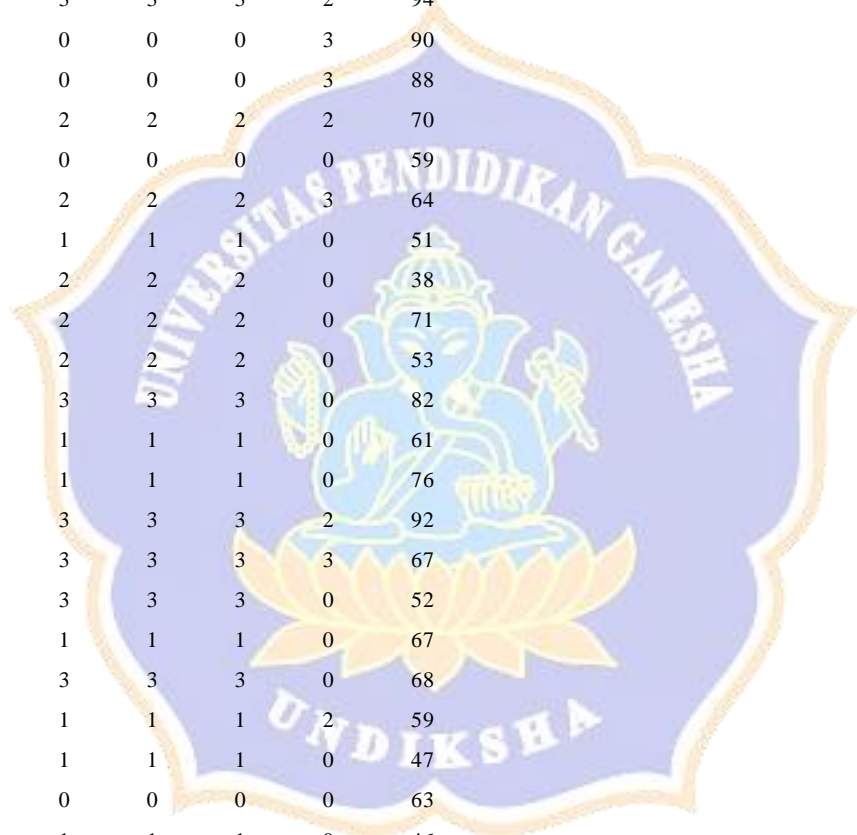 0 0 0 3 90
0 0 0 3 88
2 2 2 2 70
0 0 0 0 59
2 2 2 3 64
1 1 1 0 51
2 2 2 0 38
2 2 2 0 71
2 2 2 0 53
3 3 3 0 82
1 1 1 0 61
1 1 1 0 76
3 3 3 2 92
3 3 3 3 67
3 3 3 0 52
1 1 1 0 67
3 3 3 0 68
1 1 1 2 59
1 1 1 0 47
0 0 0 0 63
UNIVERSITAS PENDIDIKAN GANESHA
UNDIKSHA